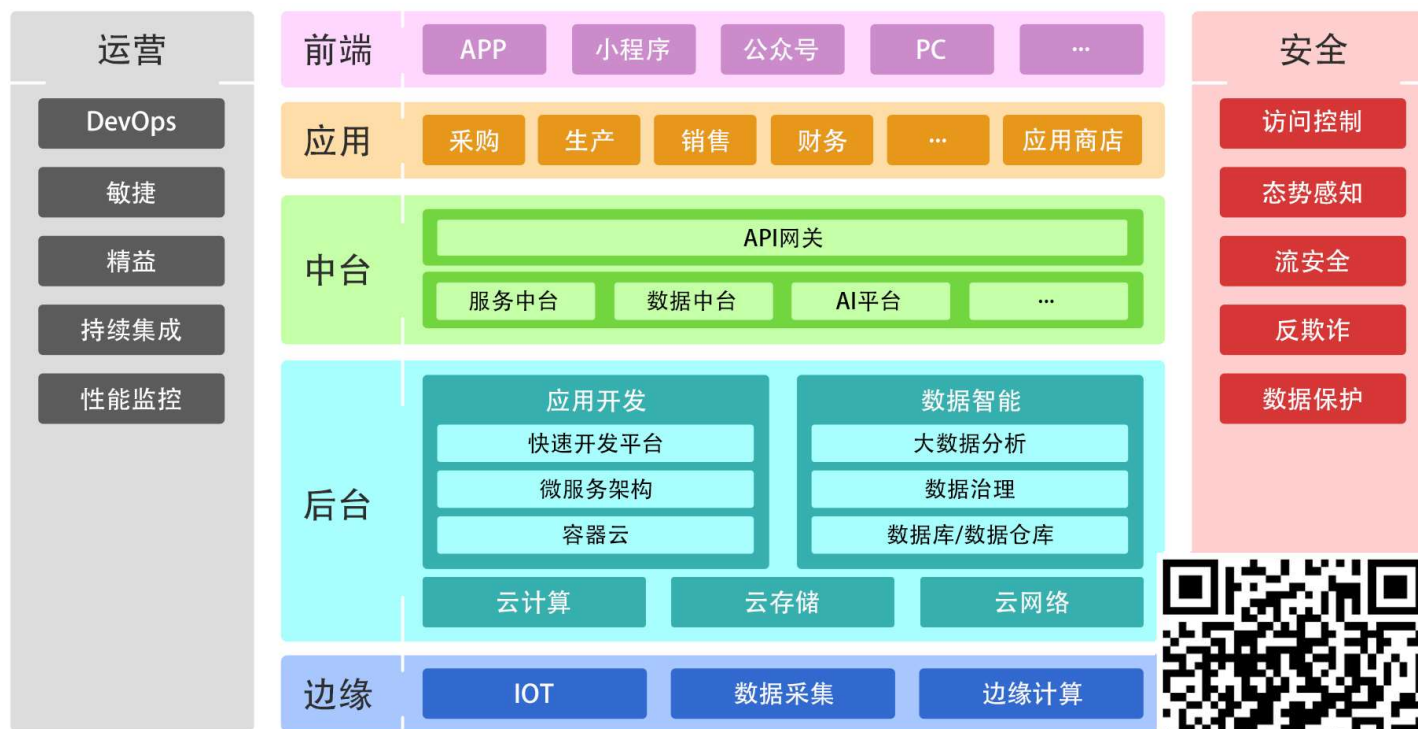 运营
DevOps
敏捷
精益
持续集成
性能监控
前端
APP
小程序
公众号
PC
...
应用
采购
生产
销售
财务
...
应用商店
中台
API网关
服务中台
数据中台
AI平台
...
后台
应用开发
快速开发平台
微服务架构
容器云
数据智能
大数据分析
数据治理
数据库/数据仓库
云计算
云存储
云网络
边缘
IOT
数据采集
边缘计算
安全
访问控制
态势感知
流安全
反欺诈
数据保护